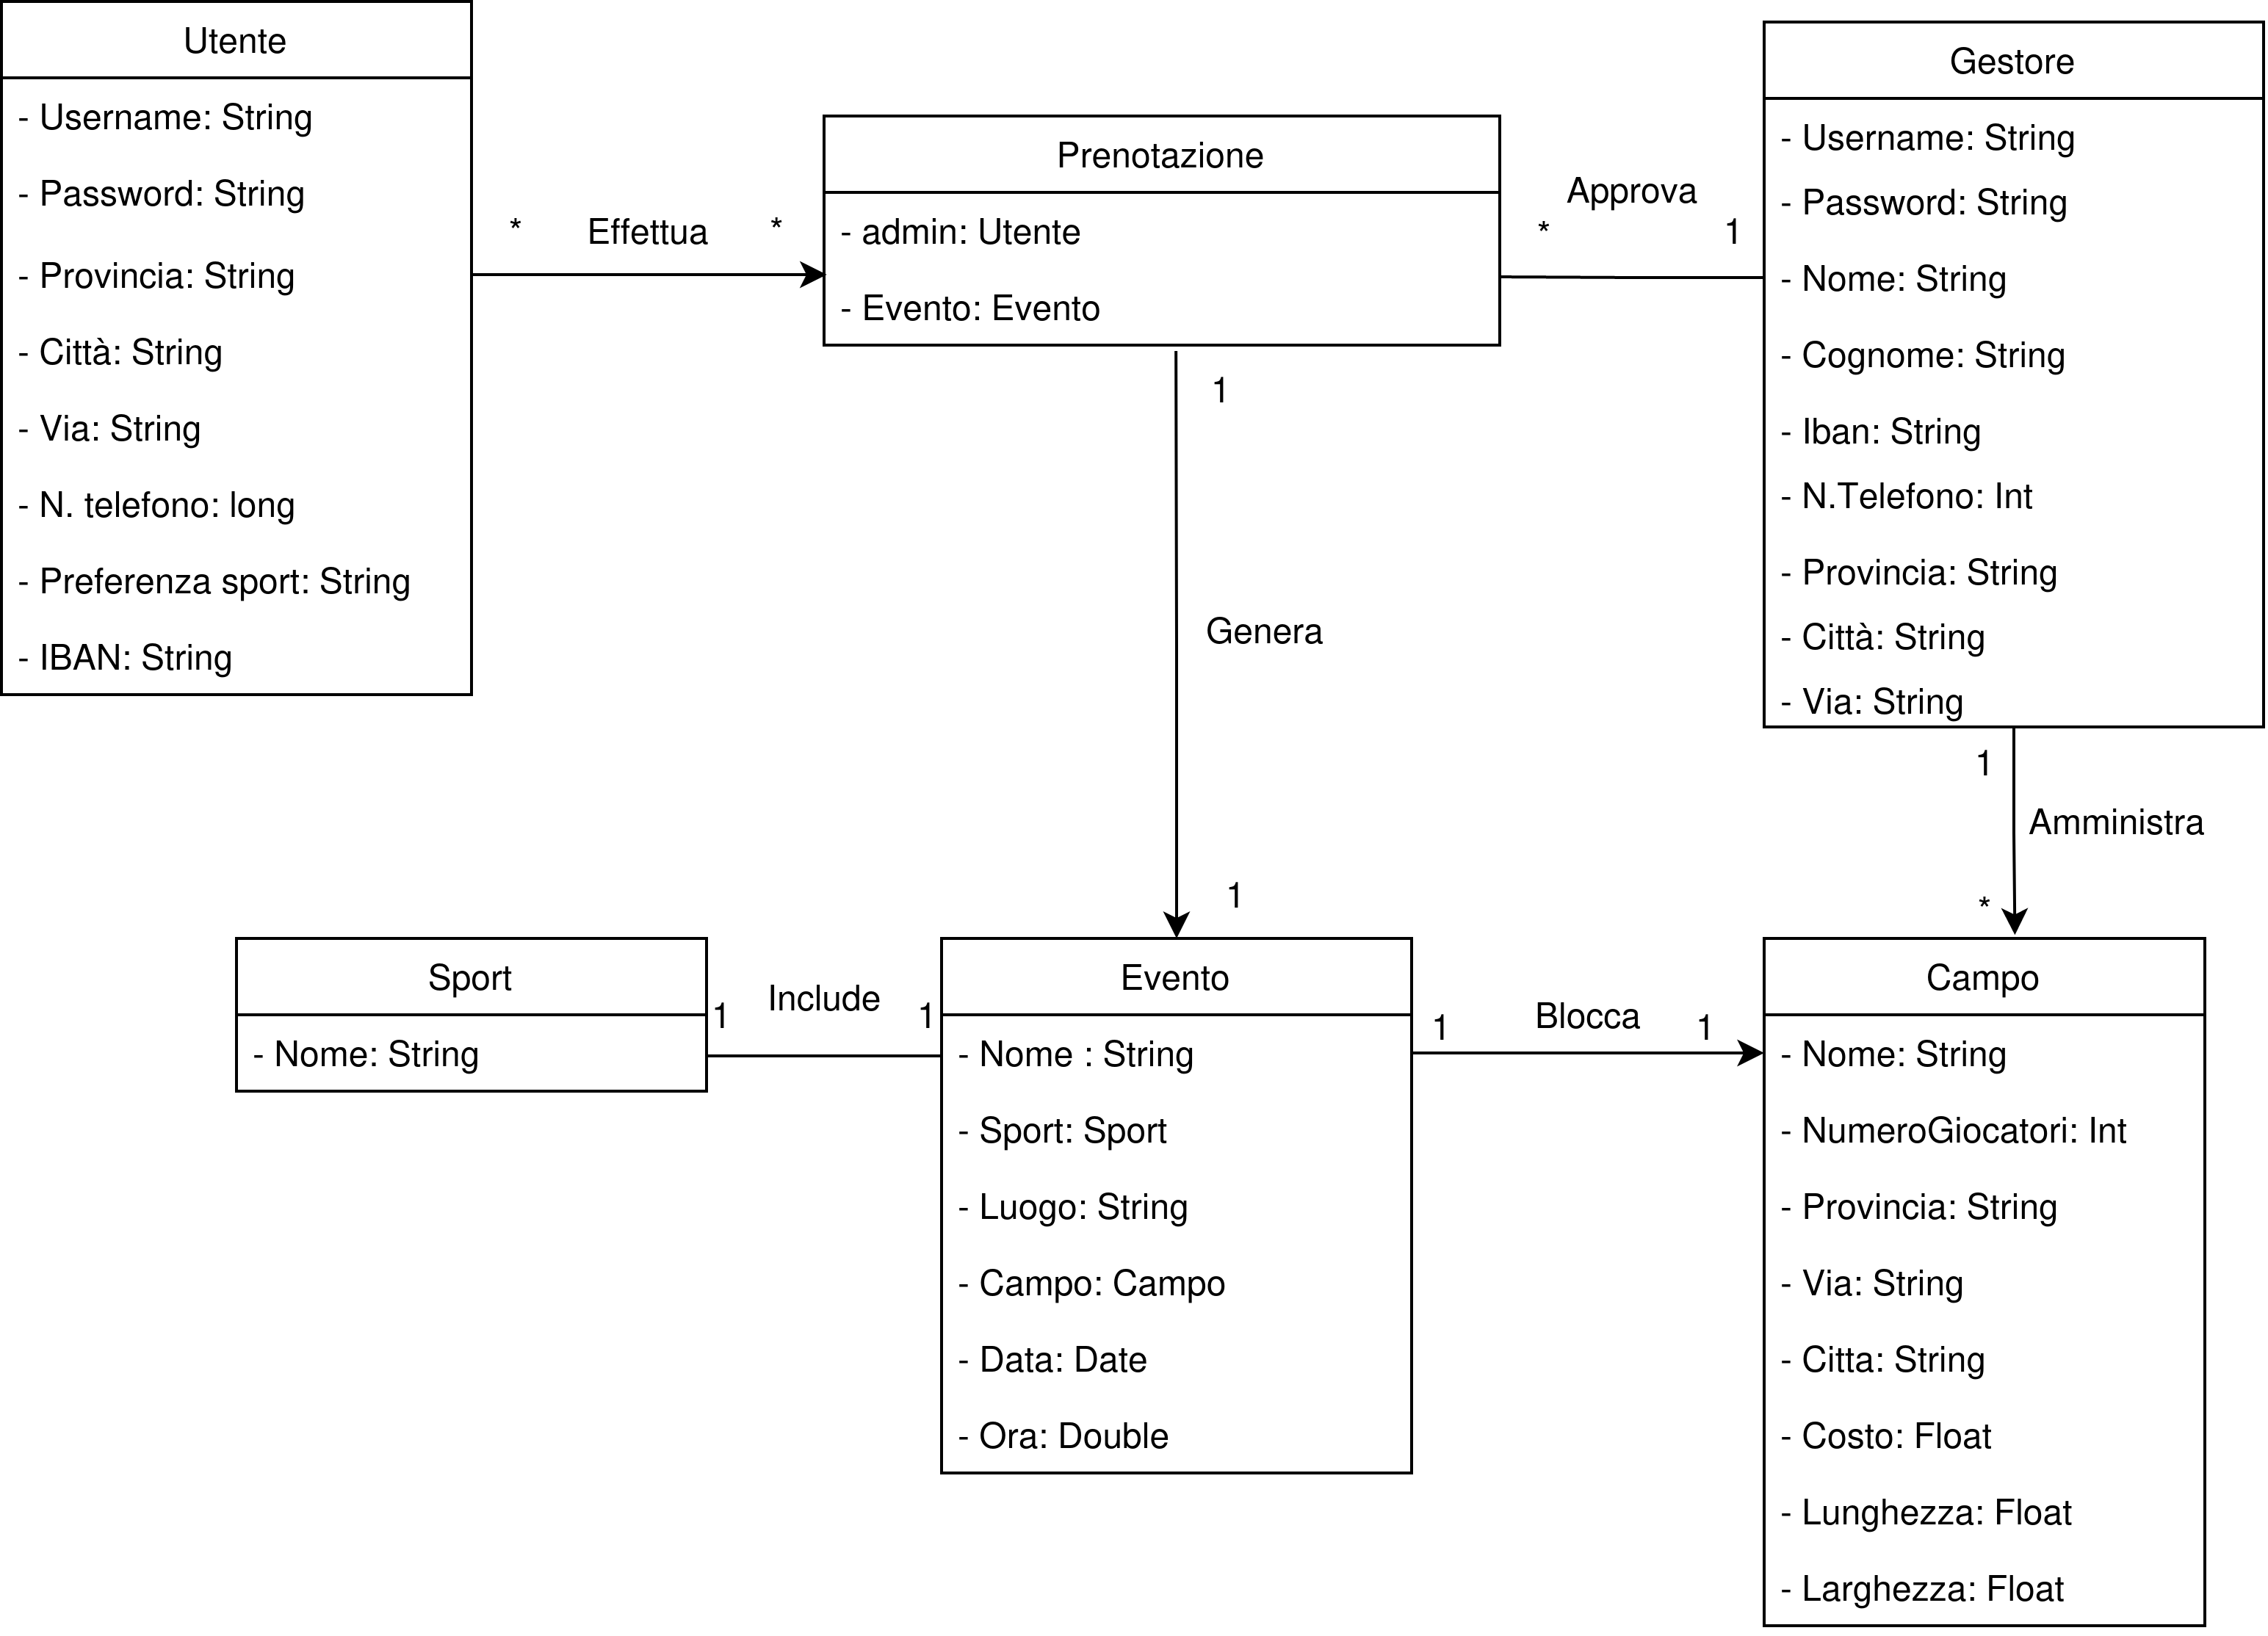 Utente
- Username: String
- Password: String
- Provincia: String
- Città: String
- Via: String
- N. telefono: long
- Preferenza sport: String
- IBAN: String
* Effettua *
Prenotazione
- admin: Utente
- Evento: Evento
Approva
* 1
Gestore
- Username: String
- Password: String
- Nome: String
- Cognome: String
- Iban: String
- N.Telefono: Int
- Provincia: String
- Città: String
- Via: String
1
Genera
1
1
Amministra
*
Sport
- Nome: String
1 Include 1
Evento
- Nome : String
- Sport: Sport
- Luogo: String
- Campo: Campo
- Data: Date
- Ora: Double
1 Blocca 1
Campo
- Nome: String
- NumeroGiocatori: Int
- Provincia: String
- Via: String
- Citta: String
- Costo: Float
- Lunghezza: Float
- Larghezza: Float